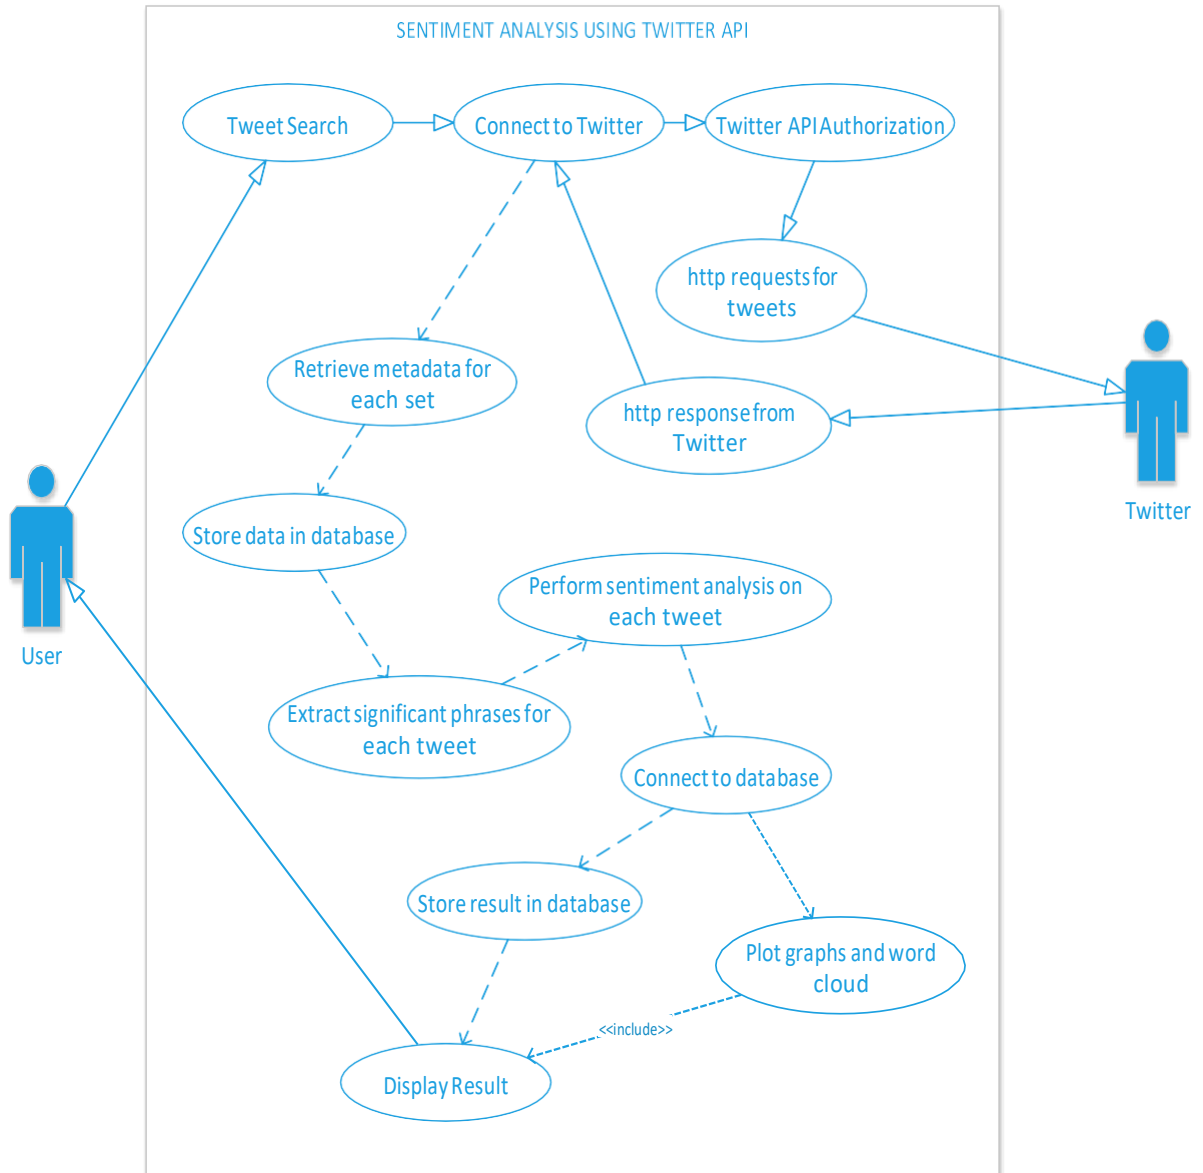 SENTIMENT ANALYSIS USING TWITTER API
Tweet Search
Connect to Twitter
Twitter API Authorization
http requests for
tweets
Retrieve metadata for
each set
http response from
Twitter
Twitter
Store data in database
User
Perform sentiment analysis on
each tweet
Extract significant phrases for
each tweet
Connect to database
Store result in database
Plot graphs and word
cloud
<<include>>
Display Result